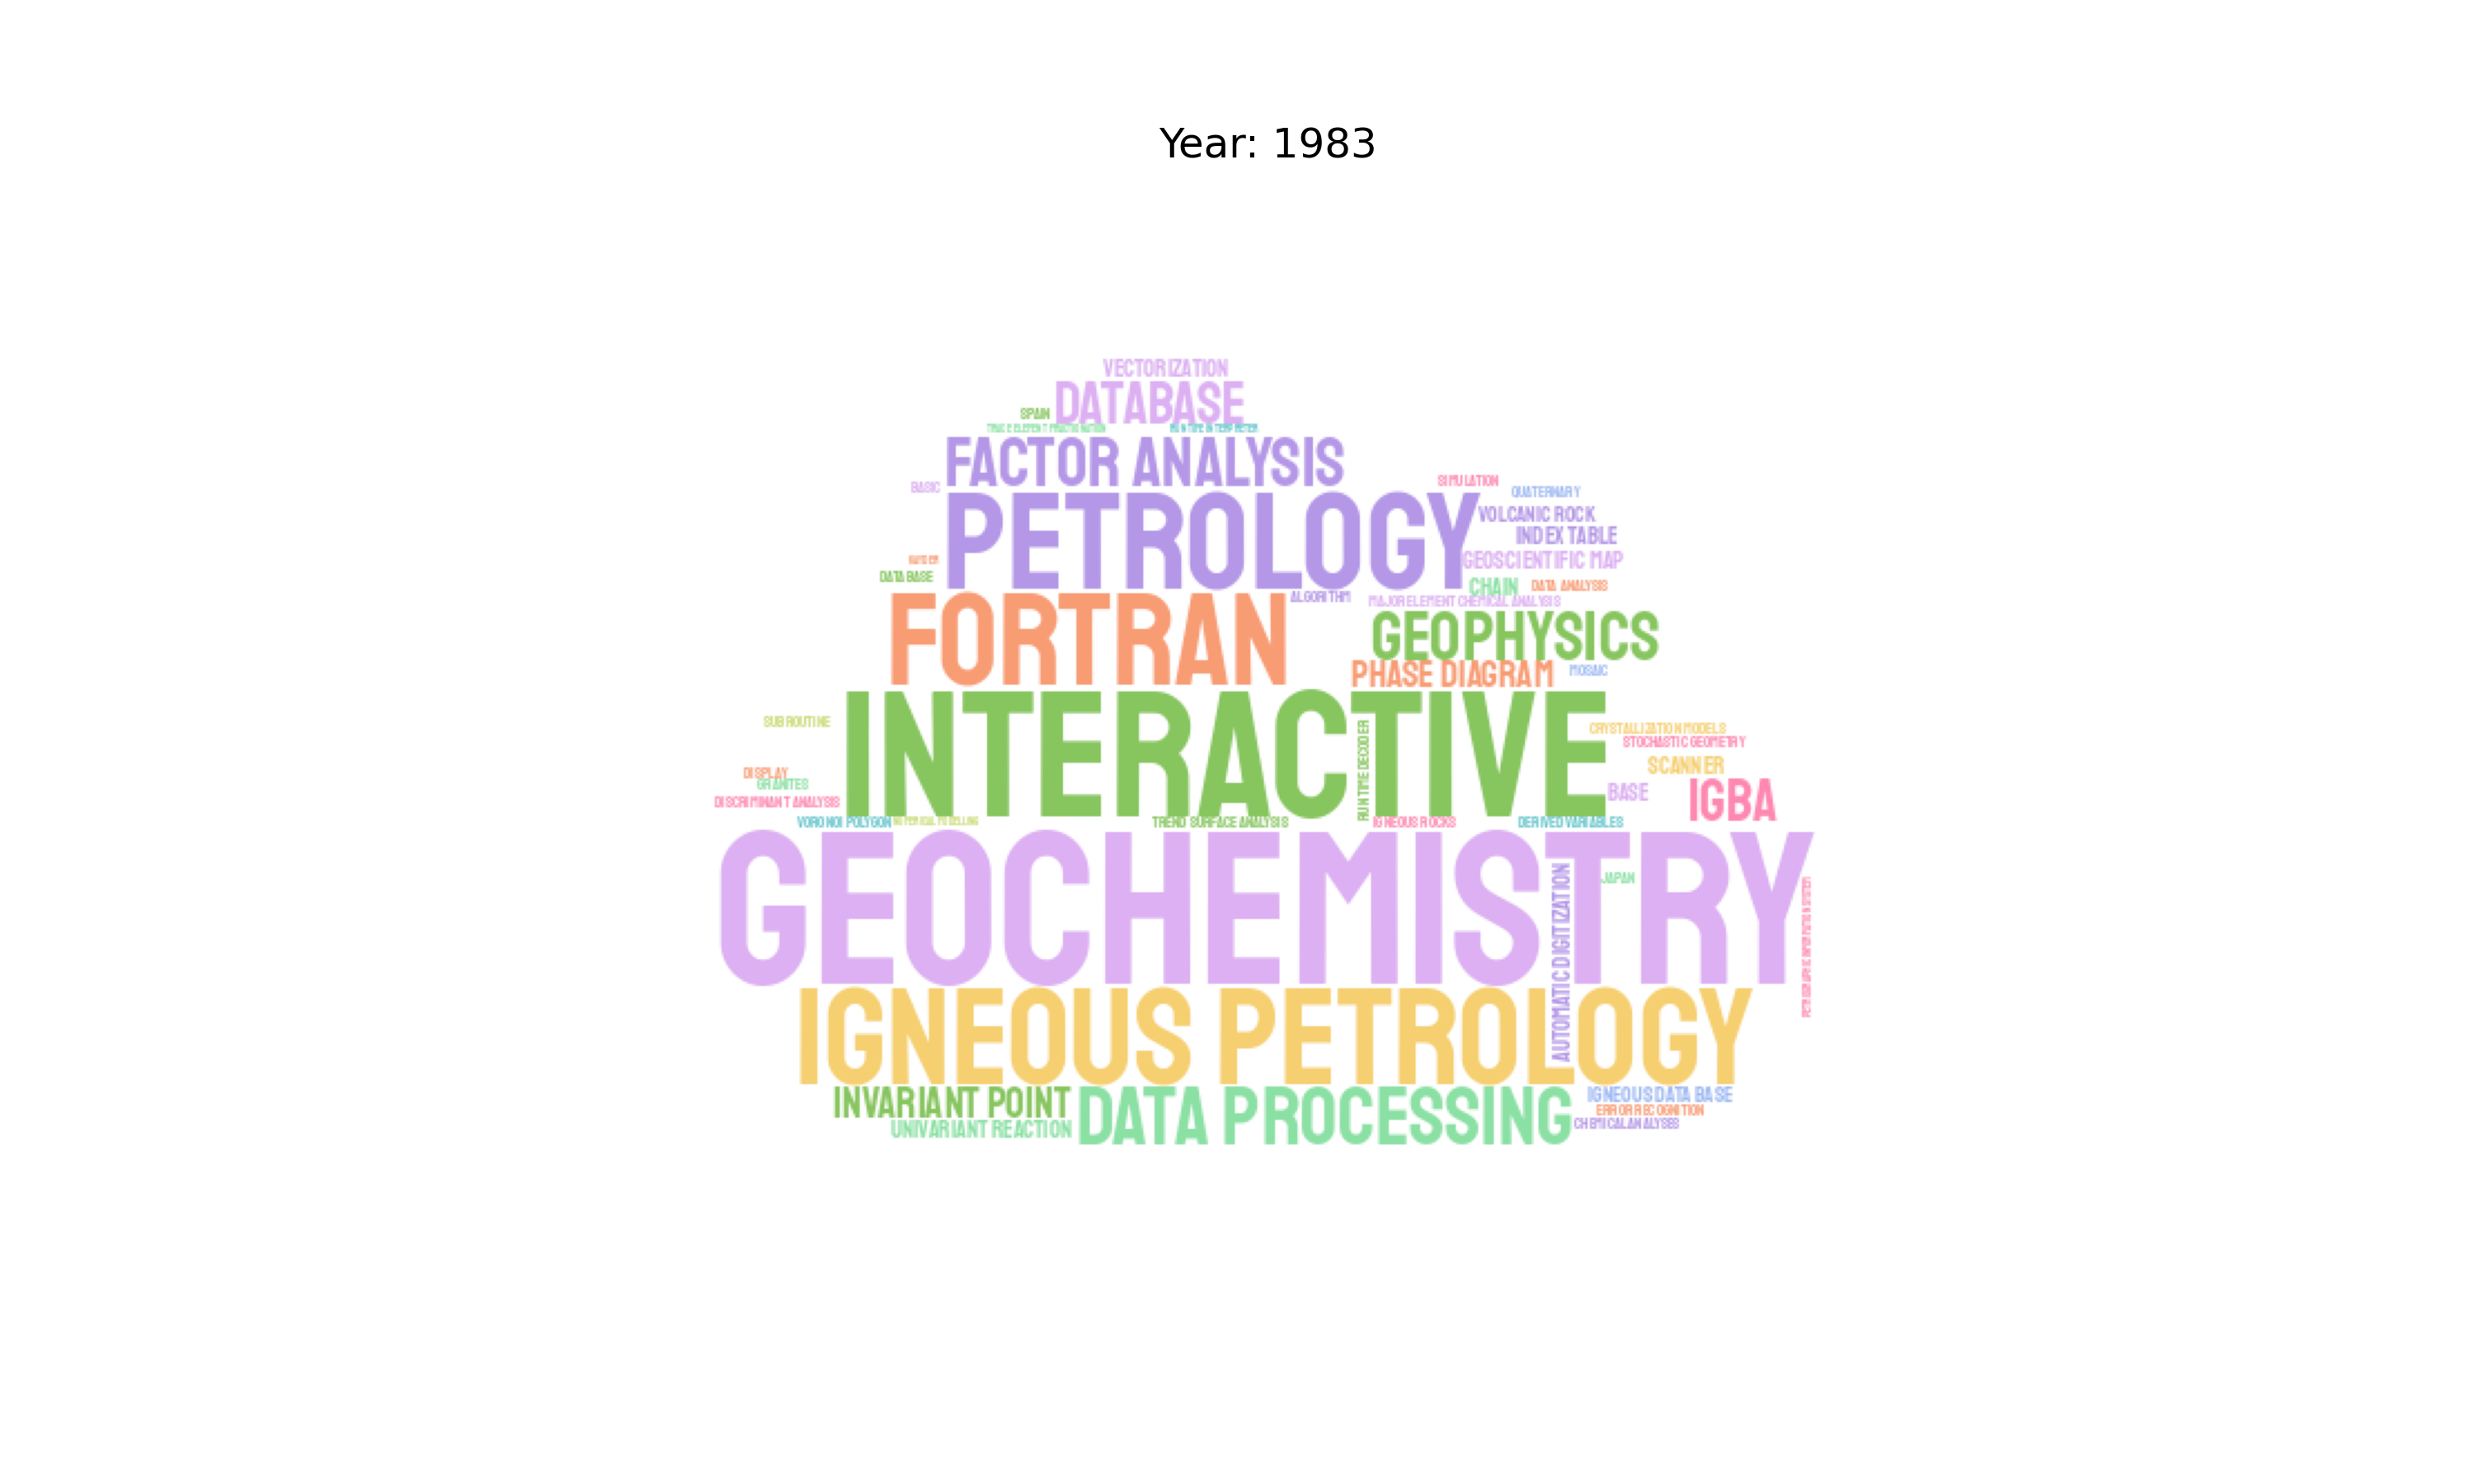 Year: 1983
VECTORIZATION
DATABASE
SPAIN
TRACE ELEMENT FRACTIONATION
RUN TIME INTERPRETER
FACTOR ANALYSIS
SIMULATION
BASIC
QUATERNARY
PETROLOGY
VOLCANIC ROCK
INDEX TABLE
GEOSCIENTIFIC MAP
DATA BASE
CHAIN
DATA ANALYSIS
ALGORITHM
MAJOR ELEMENT CHEMICAL ANALYSIS
FORTRAN
GEOPHYSICS
PHASE DIAGRAM
MOSAIC
SUBROUTINE
INTERACTIVE
RUN TIME DECODER
CRYSTALLIZATION MODELS
STOCHASTIC GEOMETRY
SCANNER
DISPLAY
GRANITES
BASE
IGBA
DISCRIMINANT ANALYSIS
VORONOI POLYGON
NUMERICAL MODELLING
TREND SURFACE ANALYSIS
IGNEOUS ROCKS
DERIVED VARIABLES
GEOCHEMISTRY
AUTOMATIC DIGITIZATION
JAPAN
IGNEOUS PETROLOGY
INVARIANT POINT
DATA PROCESSING
IGNEOUS DATA BASE
ERROR RECOGNITION
UNIVARIANT REACTION
CHEMICAL ANALYSES